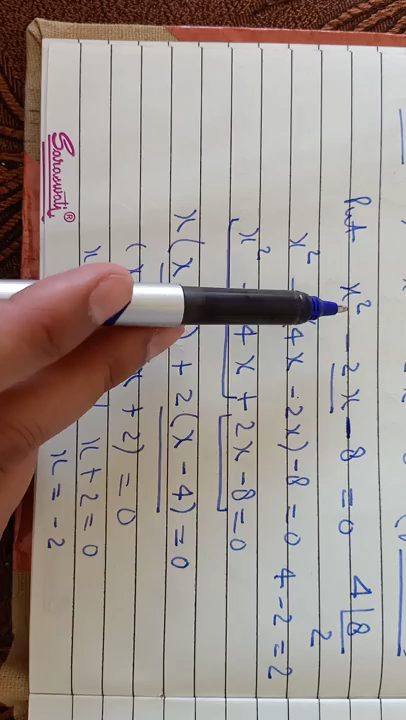 Put x² - 2x - 8 = 0
4|8
2
x² - 4x - 2x) - 8 = 0
4 - 2 = 2
x² - 4x + 2x - 8 = 0
x(x ) + 2(x - 4) = 0
x + 2) = 0
x + 2 = 0
x = -2
Saraswati®